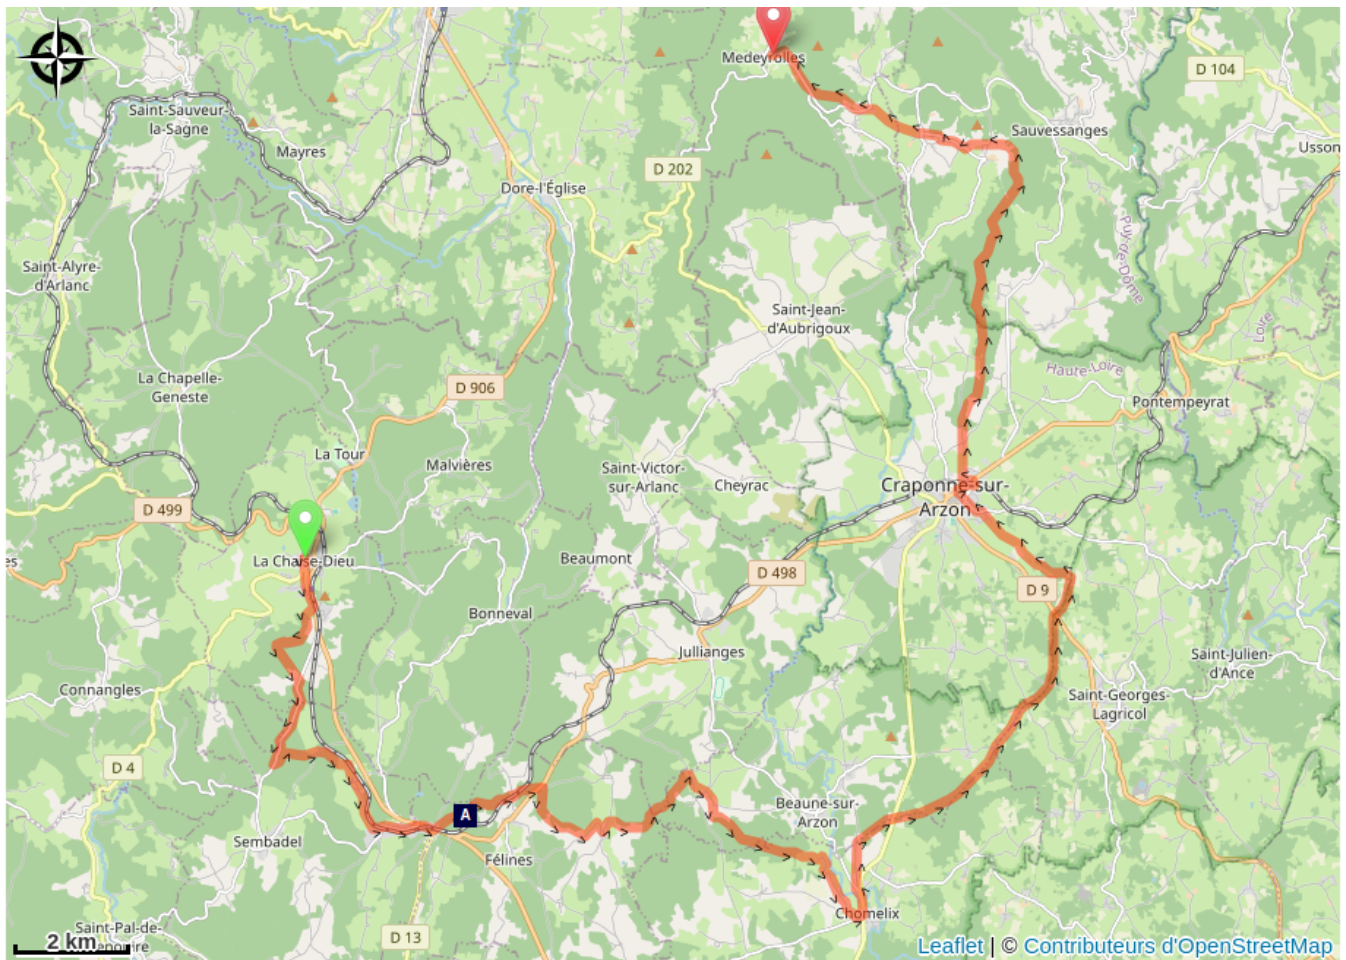 Medeyrolles
D 104
Saint-Sauveur-
la-Sagne
Mayres
Sauvessanges
Usson
D 202
Dore-l'Église
Puy-de-Dôme
Saint-Alyre-
d'Arlanc
Saint-Jean-
d'Aubrigoux
Loire
Haute-Loire
La Chapelle-
Geneste
D 906
Pontempeyrat
La Tour
Malvières
Saint-Victor-
sur-Arlanc
Cheyrac
Craponne-sur-
Arzon
D 499
es
La Chaise-Dieu
Beaumont
D 498
D 9
Bonneval
Jullianges
Saint-Julien-
d'Ance
Connangles
Saint-Georges-
Lagricol
D 4
A
Beaune-sur-
Arzon
Sembadel
Félines
Chomelix
Saint-Pal-de-
D 13
2 km
Leaflet | © Contributeurs d'OpenStreetMap